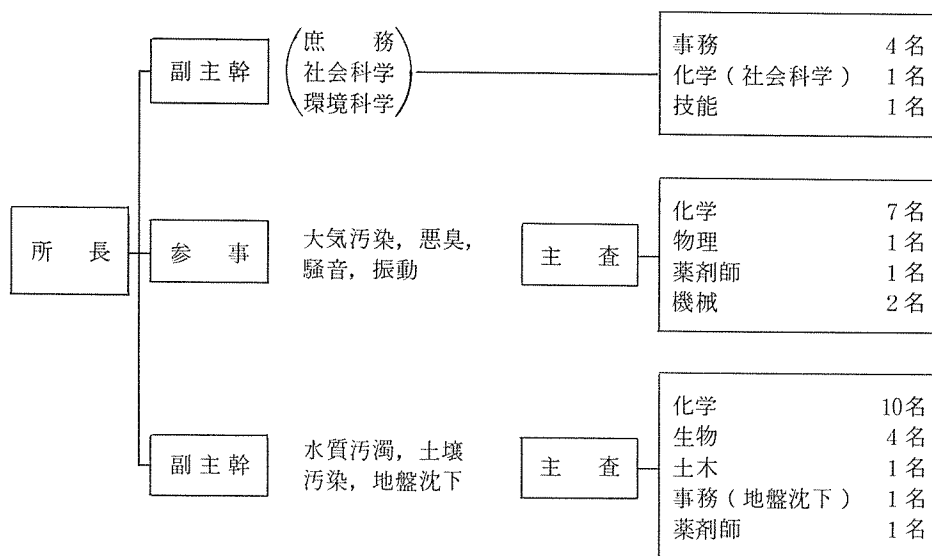 所長
副主幹
庶務
社会科学
環境科学
事務 4名
化学(社会科学) 1名
技能 1名
参事
大気汚染,悪臭,
騒音,振動
主査
化学 7名
物理 1名
薬剤師 1名
機械 2名
副主幹
水質汚濁,土壌
汚染,地盤沈下
主査
化学 10名
生物 4名
土木 1名
事務(地盤沈下) 1名
薬剤師 1名